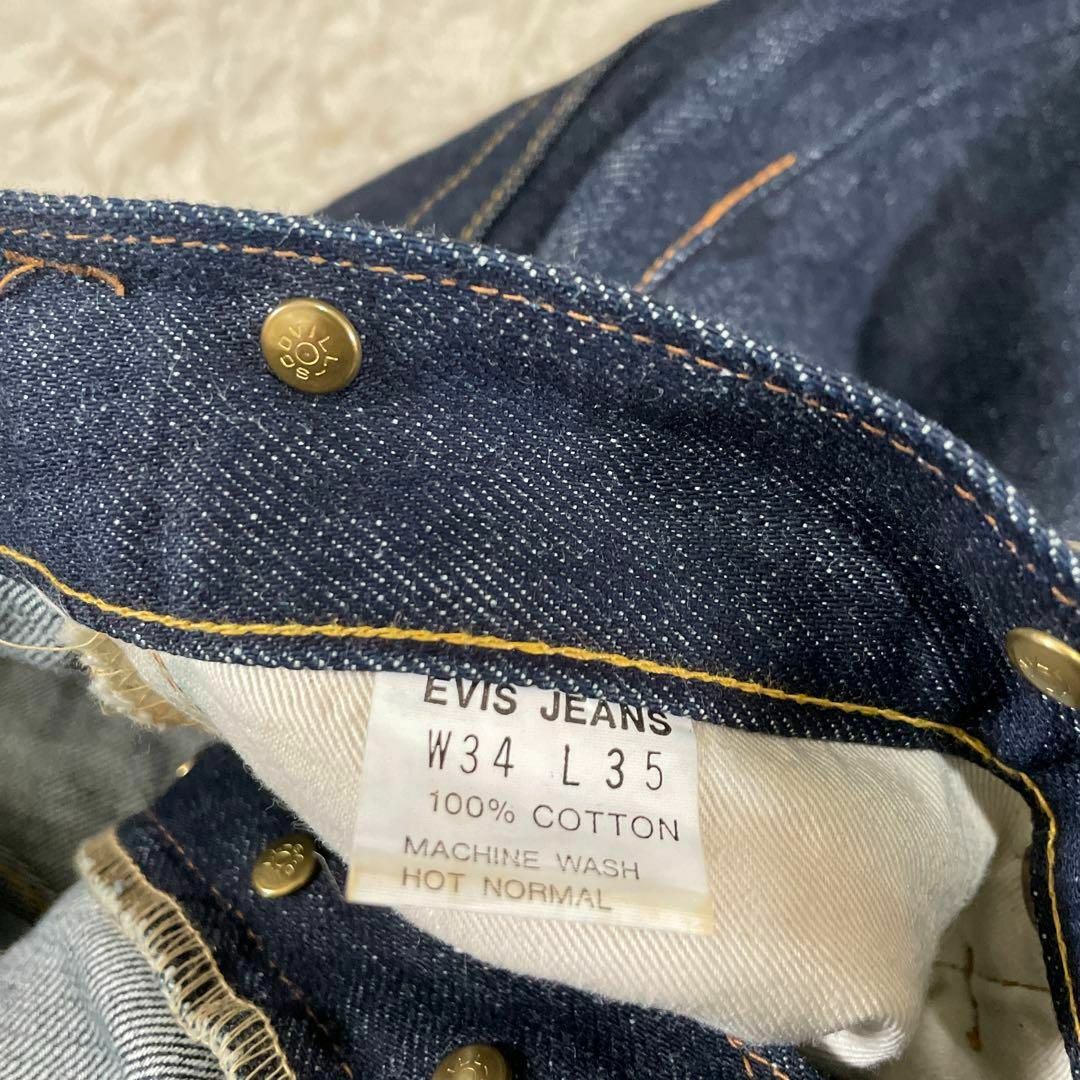 EVIS JEANS
W34 L35
100% COTTON
MACHINE WASH
HOT NORMAL